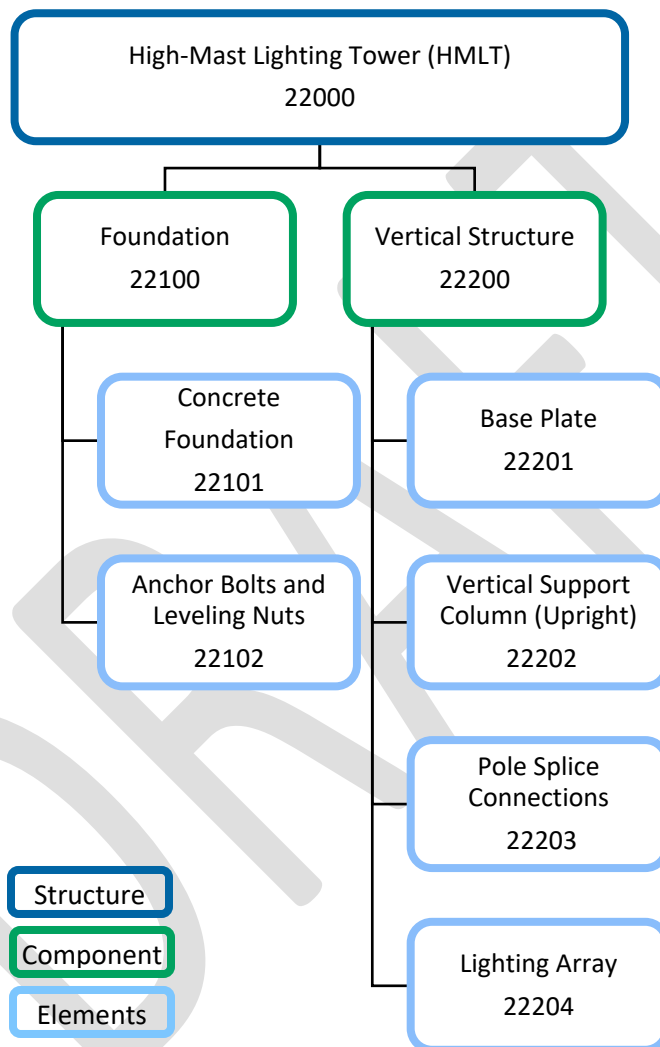 High-Mast Lighting Tower (HMLT)
22000
Foundation
22100
Vertical Structure
22200
Concrete
Foundation
22101
Base Plate
22201
Anchor Bolts and
Leveling Nuts
22102
Vertical Support
Column (Upright)
22202
Pole Splice
Connections
22203
Lighting Array
22204
Structure
Component
Elements
DRAFT